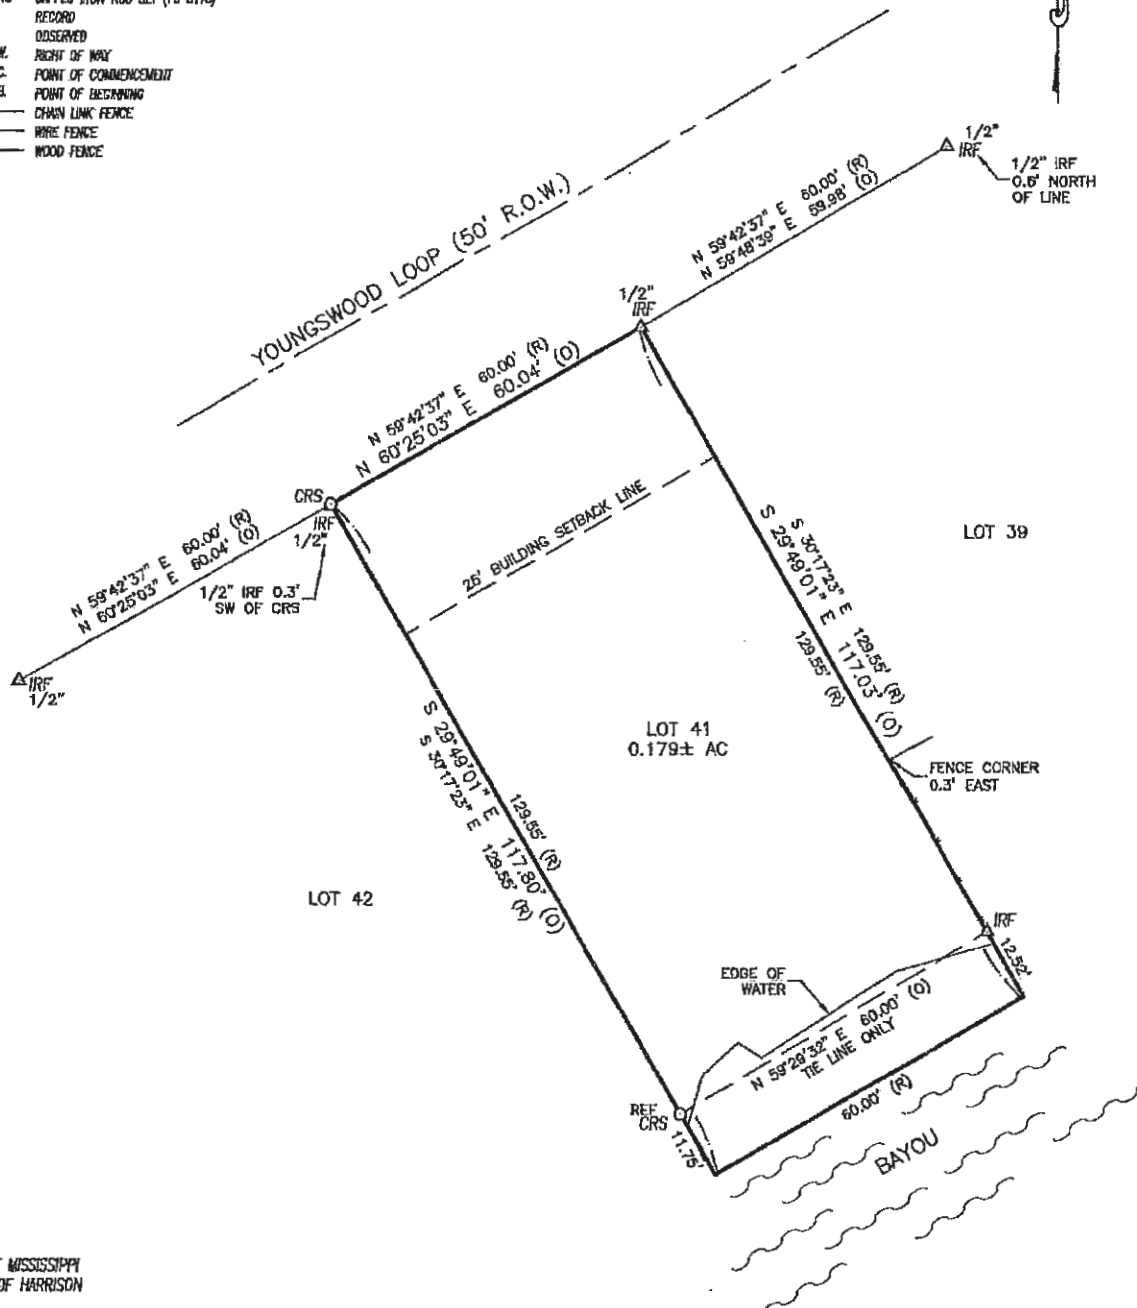 RECORD
OBSERVED
RIGHT OF WAY
POINT OF COMMENCEMENT
POINT OF BEGINNING
CHAIN LINK FENCE
WIRE FENCE
WOOD FENCE
1/2"
IRF
1/2" IRF
0.6' NORTH
OF LINE
N 59°42'37" E 60.00' (R)
N 59°48'39" E 59.98' (O)
YOUNGSWOOD LOOP (50' R.O.W.)
1/2"
IRF
N 59°42'37" E 60.00' (R)
N 60°25'03" E 60.04' (O)
CRS
IRF
1/2"
1/2" IRF 0.3'
SW OF CRS
N 59°42'37" E 60.00' (R)
N 60°25'03" E 60.04' (O)
IRF
1/2"
25' BUILDING SETBACK LINE
LOT 39
S 30°17'23" E 129.55' (R)
S 29°49'01" E 117.03' (O)
129.55' (R)
LOT 41
0.179± AC
FENCE CORNER
0.3' EAST
129.55' (R)
S 29°49'01" E 117.80' (O)
S 30°17'23" E 129.55' (R)
LOT 42
IRF
12.52'
EDGE OF
WATER
N 59°29'32" E 60.00' (O)
TIE LINE ONLY
60.00' (R)
REF
CRS
11.75'
BAYOU
MISSISSIPPI
OF HARRISON